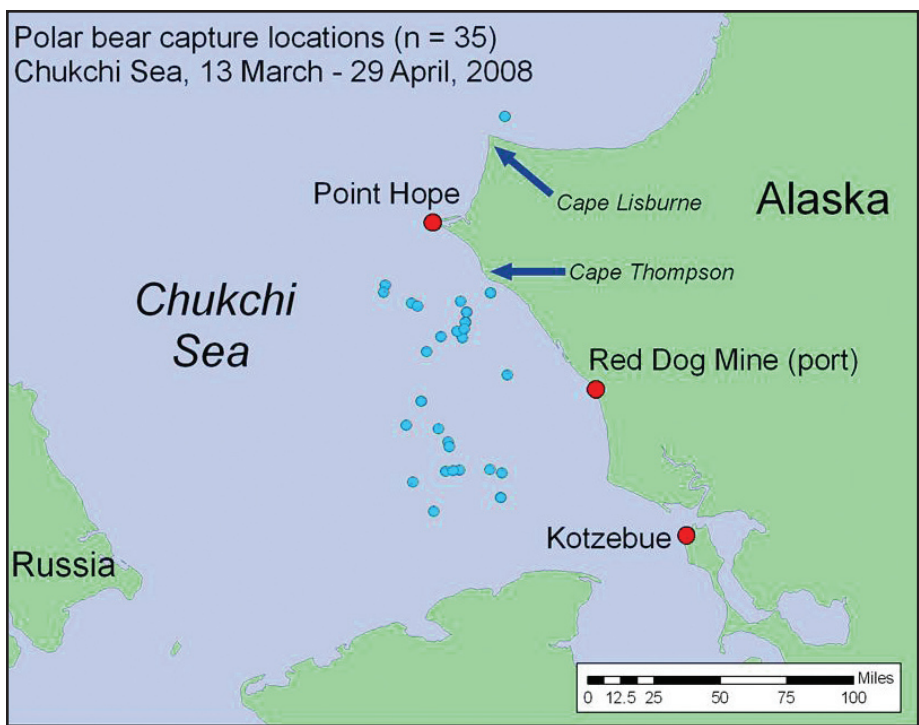 Polar bear capture locations (n = 35)
Chukchi Sea, 13 March - 29 April, 2008
Point Hope
Cape Lisburne
Alaska
Cape Thompson
Chukchi
Sea
Red Dog Mine (port)
Kotzebue
Russia
Miles
0 12.5 25 50 75 100